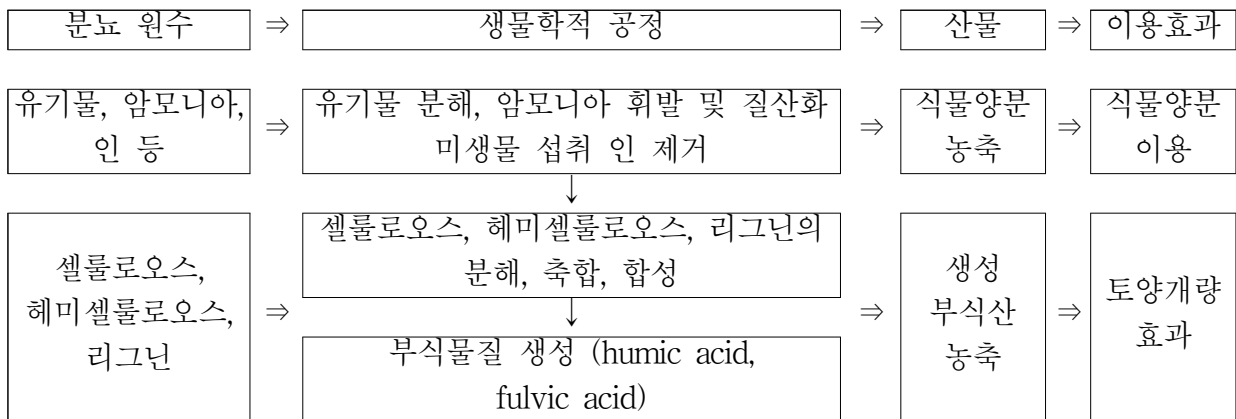 분뇨 원수 ⇒ 생물학적 공정 ⇒ 산물 ⇒ 이용효과
유기물, 암모니아,
인 등
⇒
유기물 분해, 암모니아 휘발 및 질산화
미생물 섭취 인 제거
⇒
식물양분
농축
⇒
식물양분
이용
↓
셀룰로오스,
헤미셀룰로오스,
리그닌
⇒
셀룰로오스, 헤미셀룰로오스, 리그닌의
분해, 축합, 합성
↓
부식물질 생성 (humic acid,
fulvic acid)
⇒
생성
부식산
농축
⇒
토양개량
효과